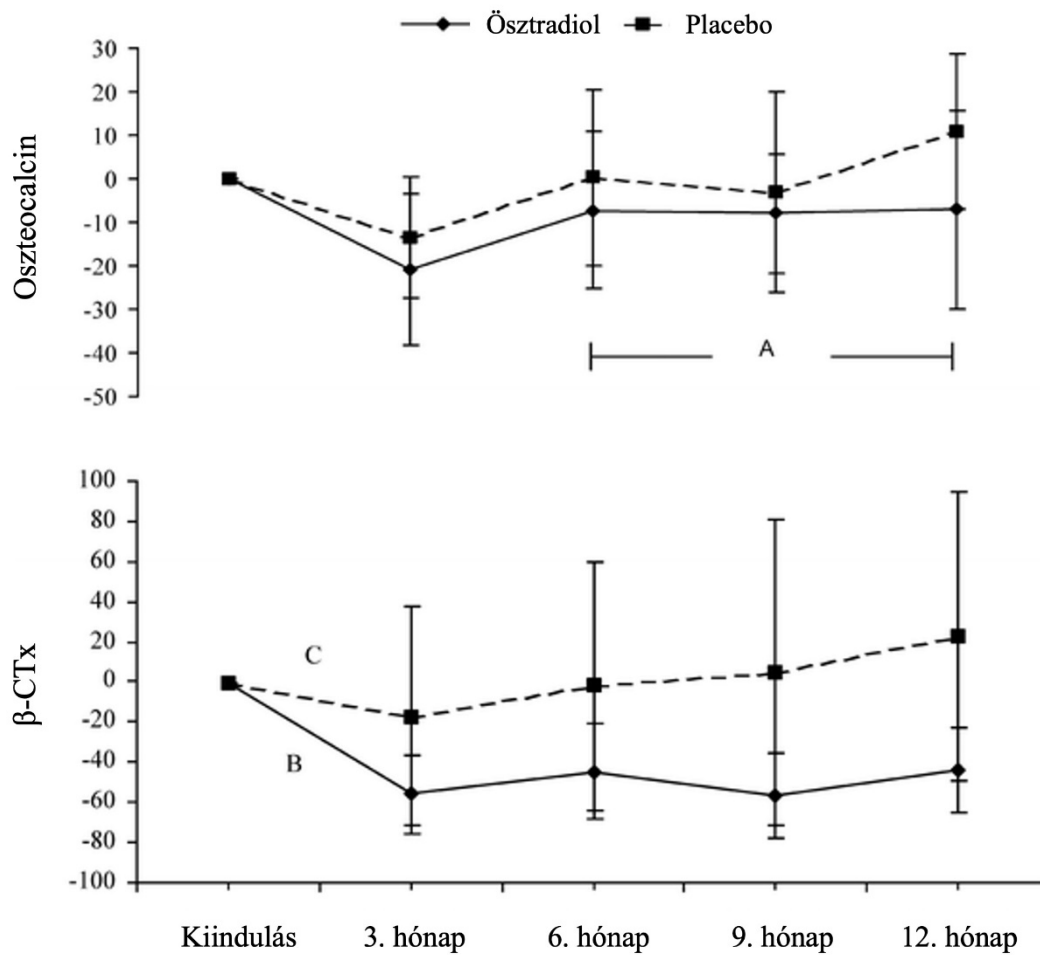 Ösztradiol Placebo
30
20
10
0
-10
-20
-30
-40
-50
Oszteocalcin
A
100
80
60
40
20
0
-20
-40
-60
-80
-100
β-CTx
C
B
Kiindulás 3. hónap 6. hónap 9. hónap 12. hónap